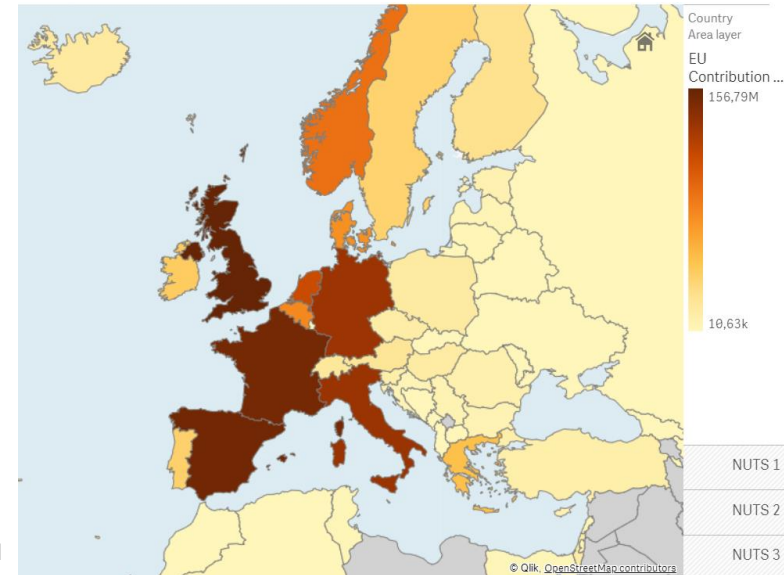 Country
Area layer
EU
Contribution ...
156,79M
10,63k
NUTS 1
NUTS 2
NUTS 3
© Qlik, OpenStreetMap contributors